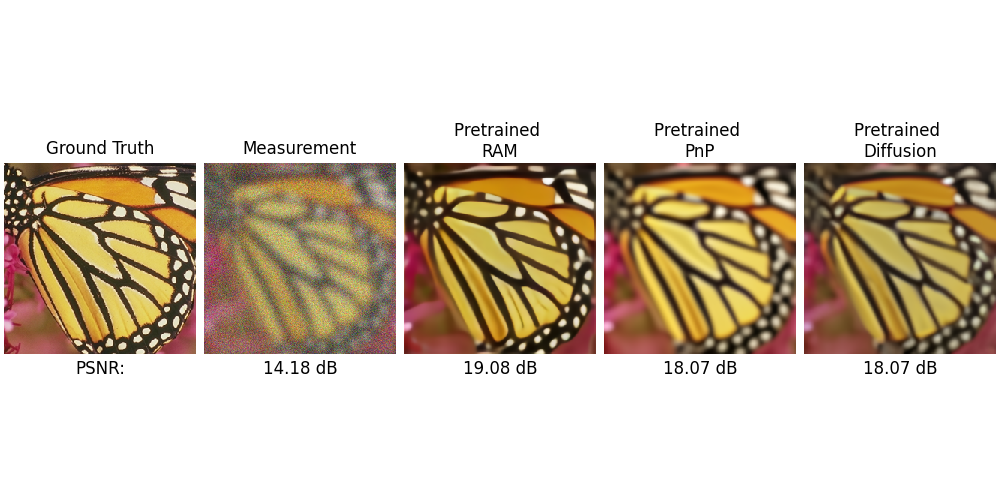 Ground Truth
Measurement
Pretrained
RAM
Pretrained
PnP
Pretrained
Diffusion
PSNR:
14.18 dB
19.08 dB
18.07 dB
18.07 dB